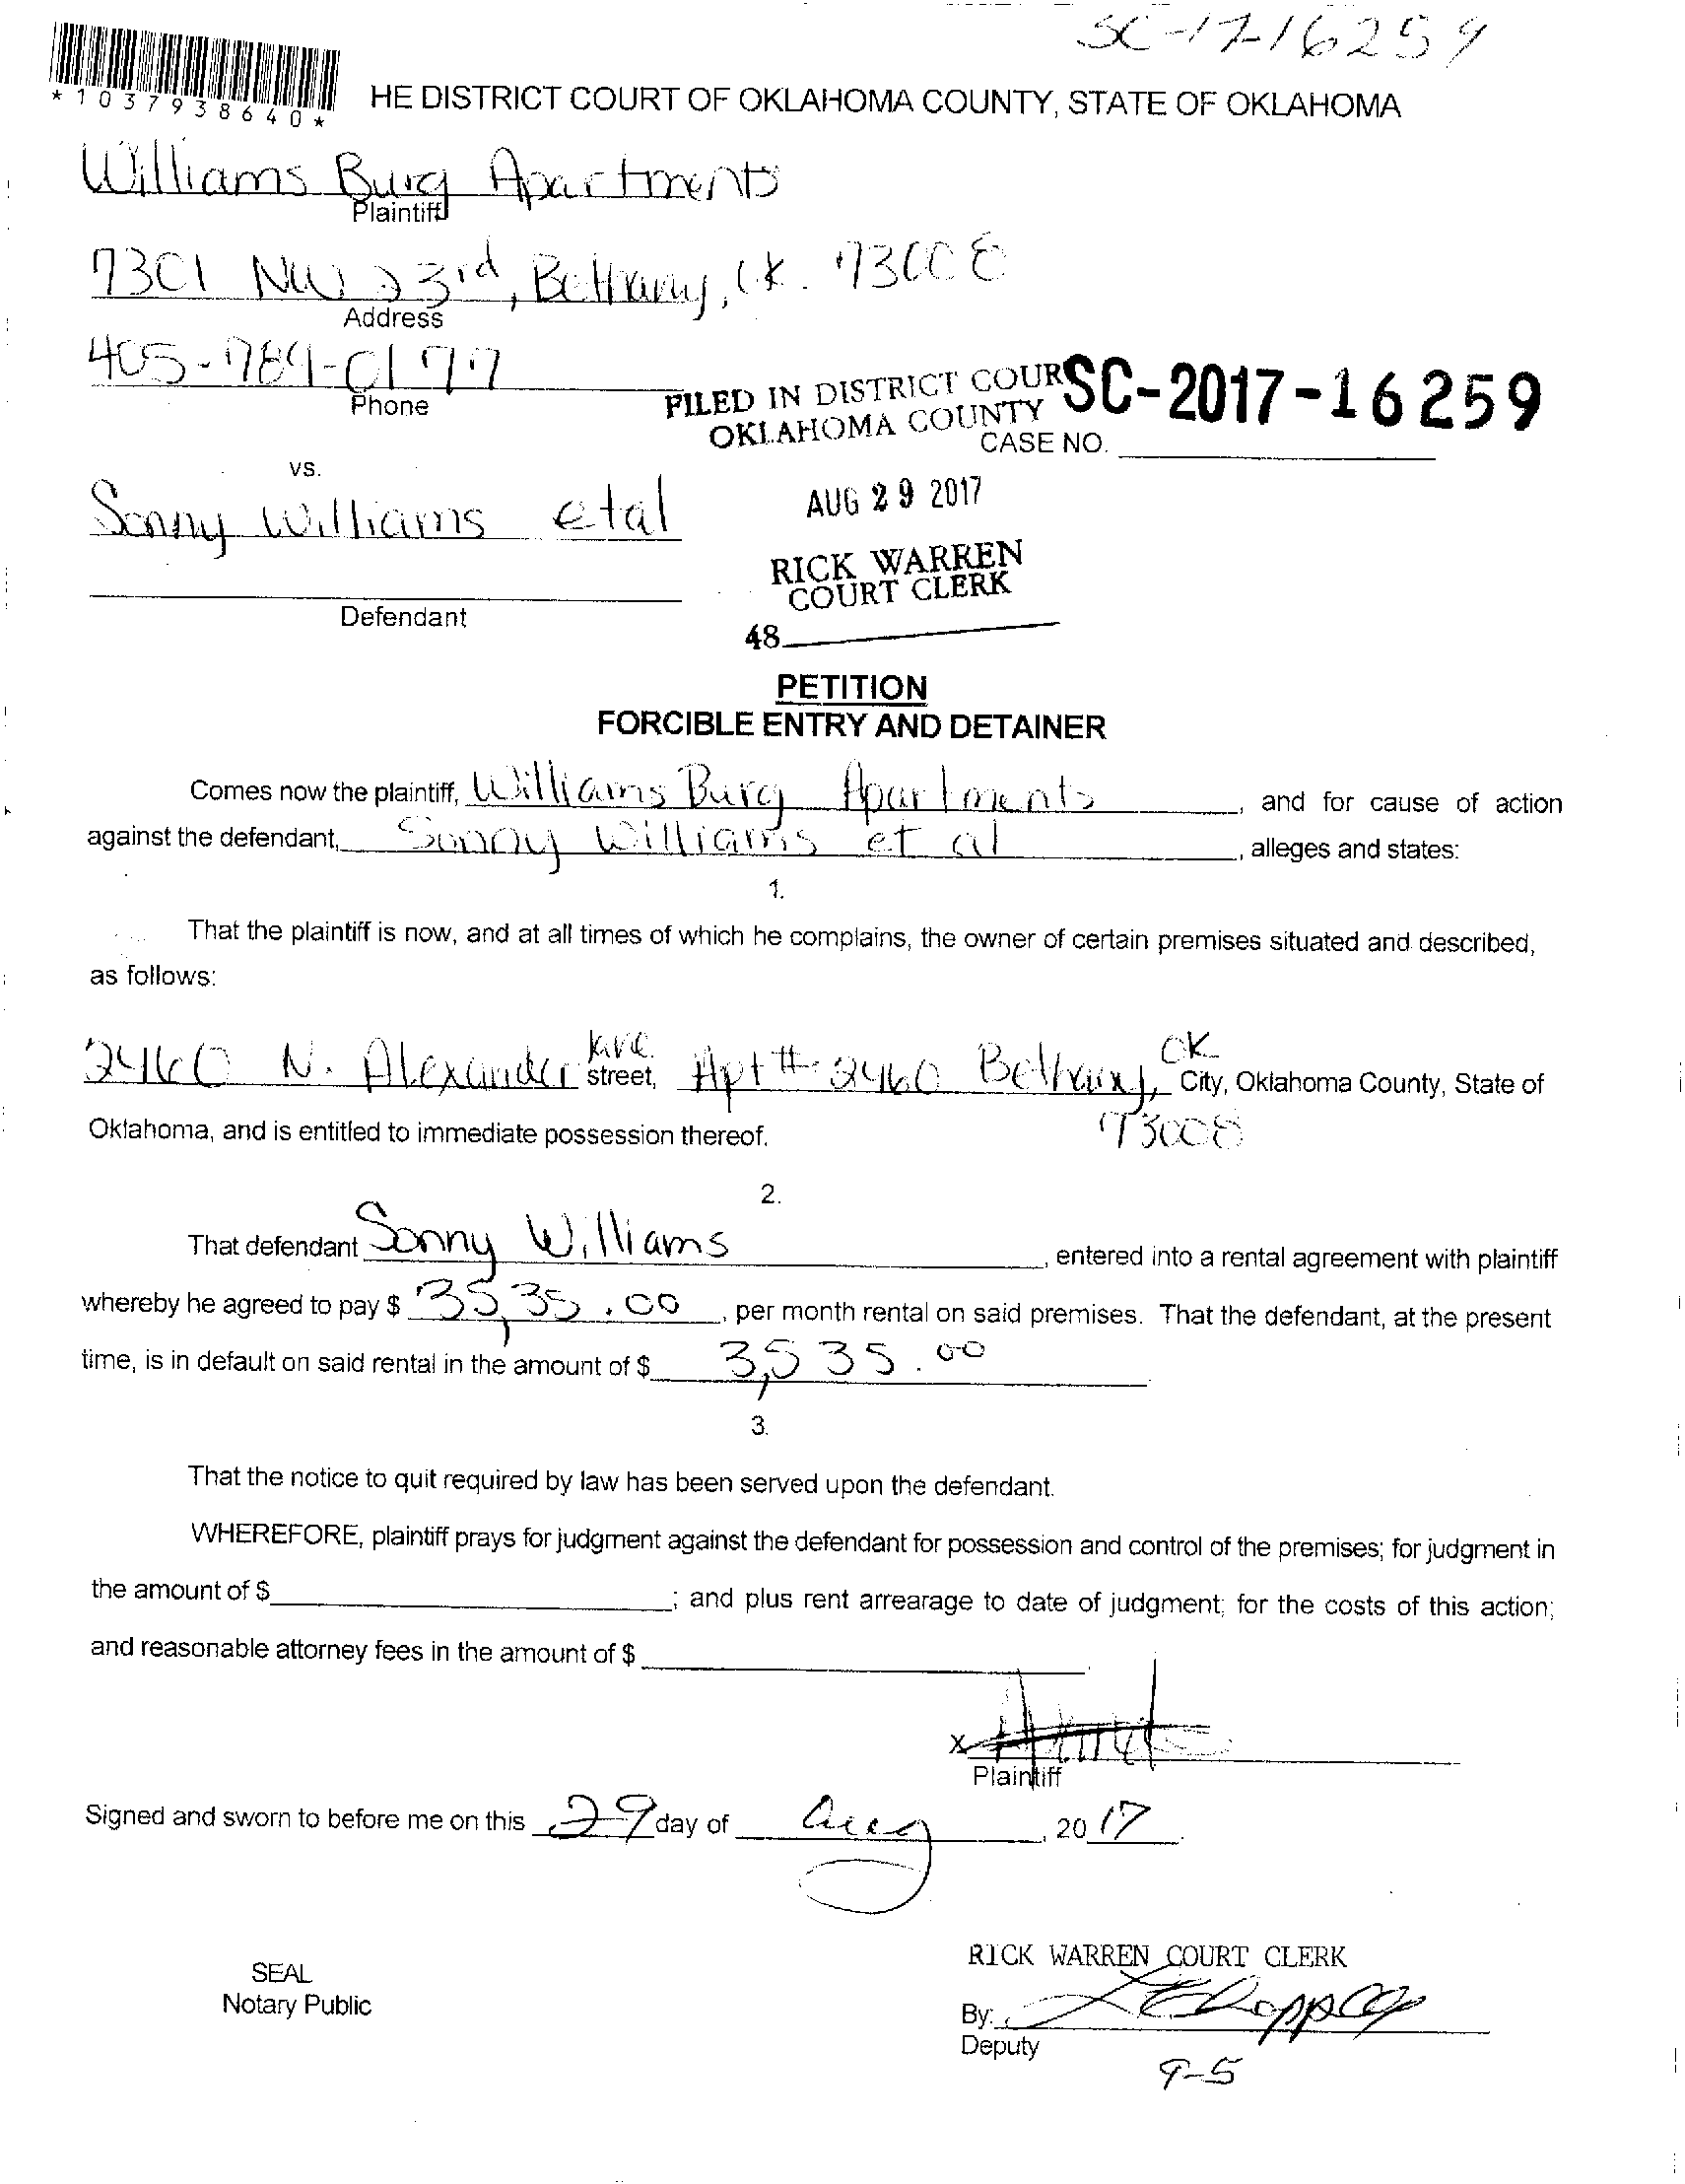 SC-17-16259
*1037938640*
HE DISTRICT COURT OF OKLAHOMA COUNTY, STATE OF OKLAHOMA
Williams Burg Apartments
Plaintiff
7301 NW 23rd, Bethany, OK. 73008
Address
405-789-0177
Phone
FILED IN DISTRICT COUR
OKLAHOMA COUNTY
SC-2017-16259
CASE NO.
vs.
Sonny Williams etal
AUG 29 2017
RICK WARREN
COURT CLERK
Defendant
48
PETITION
FORCIBLE ENTRY AND DETAINER
Comes now the plaintiff, Williams Burg Apartments, and for cause of action
against the defendant, Sonny Williams et al, alleges and states:
1.
That the plaintiff is now, and at all times of which he complains, the owner of certain premises situated and described,
as follows:
2460 N. Alexander Ave. street, Apt # 2460 Bethany, OK City, Oklahoma County, State of
Oklahoma, and is entitled to immediate possession thereof. 73008
2.
That defendant Sonny Williams, entered into a rental agreement with plaintiff
whereby he agreed to pay $ 3535.00, per month rental on said premises. That the defendant, at the present
time, is in default on said rental in the amount of $ 3,535.00
3.
That the notice to quit required by law has been served upon the defendant.
WHEREFORE, plaintiff prays for judgment against the defendant for possession and control of the premises; for judgment in
the amount of $ ; and plus rent arrearage to date of judgment; for the costs of this action;
and reasonable attorney fees in the amount of $
x
Plaintiff
Signed and sworn to before me on this 29 day of Aug, 2017
SEAL
Notary Public
RICK WARREN COURT CLERK
By:
Deputy
9-5